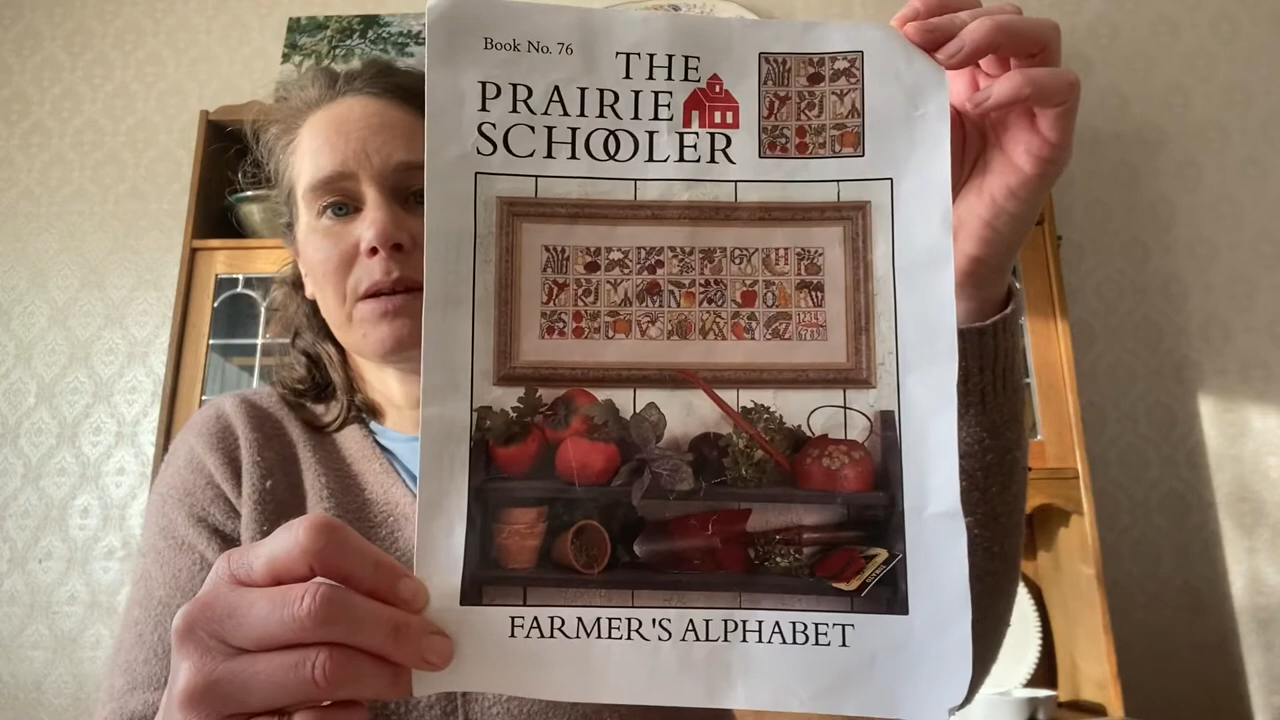 Book No. 76
THE
PRAIRIE
SCHOOLER
FARMER'S ALPHABET